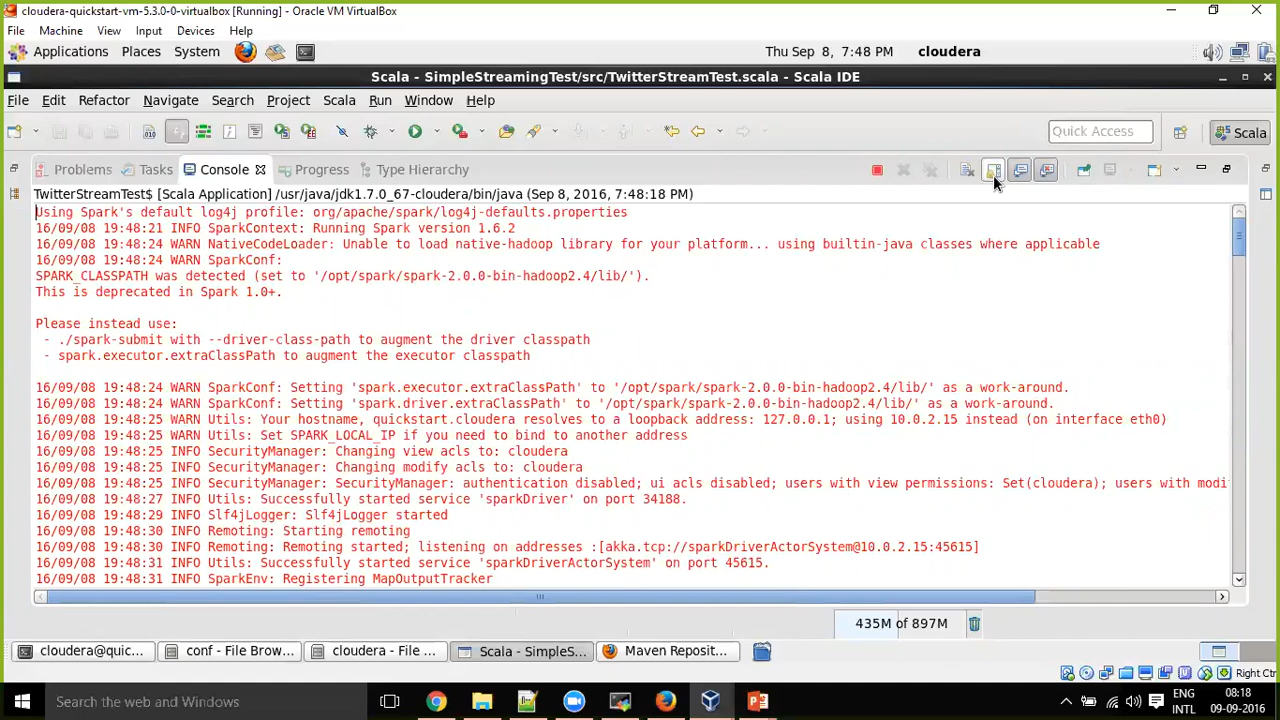 cloudera-quickstart-vm-5.3.0-0-virtualbox [Running] - Oracle VM VirtualBox
File Machine View Input Devices Help
Applications Places System Thu Sep 8, 7:48 PM cloudera
Scala - SimpleStreamingTest/src/TwitterStreamTest.scala - Scala IDE
File Edit Refactor Navigate Search Project Scala Run Window Help
Quick Access Scala
Problems Tasks Console Progress Type Hierarchy
TwitterStreamTest$ [Scala Application] /usr/java/jdk1.7.0_67-cloudera/bin/java (Sep 8, 2016, 7:48:18 PM)
Using Spark's default log4j profile: org/apache/spark/log4j-defaults.properties
16/09/08 19:48:21 INFO SparkContext: Running Spark version 1.6.2
16/09/08 19:48:24 WARN NativeCodeLoader: Unable to load native-hadoop library for your platform... using builtin-java classes where applicable
16/09/08 19:48:24 WARN SparkConf:
SPARK_CLASSPATH was detected (set to '/opt/spark/spark-2.0.0-bin-hadoop2.4/lib/').
This is deprecated in Spark 1.0+.
Please instead use:
- ./spark-submit with --driver-class-path to augment the driver classpath
- spark.executor.extraClassPath to augment the executor classpath
16/09/08 19:48:24 WARN SparkConf: Setting 'spark.executor.extraClassPath' to '/opt/spark/spark-2.0.0-bin-hadoop2.4/lib/' as a work-around.
16/09/08 19:48:24 WARN SparkConf: Setting 'spark.driver.extraClassPath' to '/opt/spark/spark-2.0.0-bin-hadoop2.4/lib/' as a work-around.
16/09/08 19:48:25 WARN Utils: Your hostname, quickstart.cloudera resolves to a loopback address: 127.0.0.1; using 10.0.2.15 instead (on interface eth0)
16/09/08 19:48:25 WARN Utils: Set SPARK_LOCAL_IP if you need to bind to another address
16/09/08 19:48:25 INFO SecurityManager: Changing view acls to: cloudera
16/09/08 19:48:25 INFO SecurityManager: Changing modify acls to: cloudera
16/09/08 19:48:25 INFO SecurityManager: SecurityManager: authentication disabled; ui acls disabled; users with view permissions: Set(cloudera); users with modi
16/09/08 19:48:27 INFO Utils: Successfully started service 'sparkDriver' on port 34188.
16/09/08 19:48:29 INFO Slf4jLogger: Slf4jLogger started
16/09/08 19:48:30 INFO Remoting: Starting remoting
16/09/08 19:48:30 INFO Remoting: Remoting started; listening on addresses :[akka.tcp://sparkDriverActorSystem@10.0.2.15:45615]
16/09/08 19:48:31 INFO Utils: Successfully started service 'sparkDriverActorSystem' on port 45615.
16/09/08 19:48:31 INFO SparkEnv: Registering MapOutputTracker
435M of 897M
cloudera@quic... conf - File Brow... cloudera - File ... Scala - SimpleS... Maven Reposit...
Right Ctrl
Search the web and Windows
ENG 08:18
INTL 09-09-2016